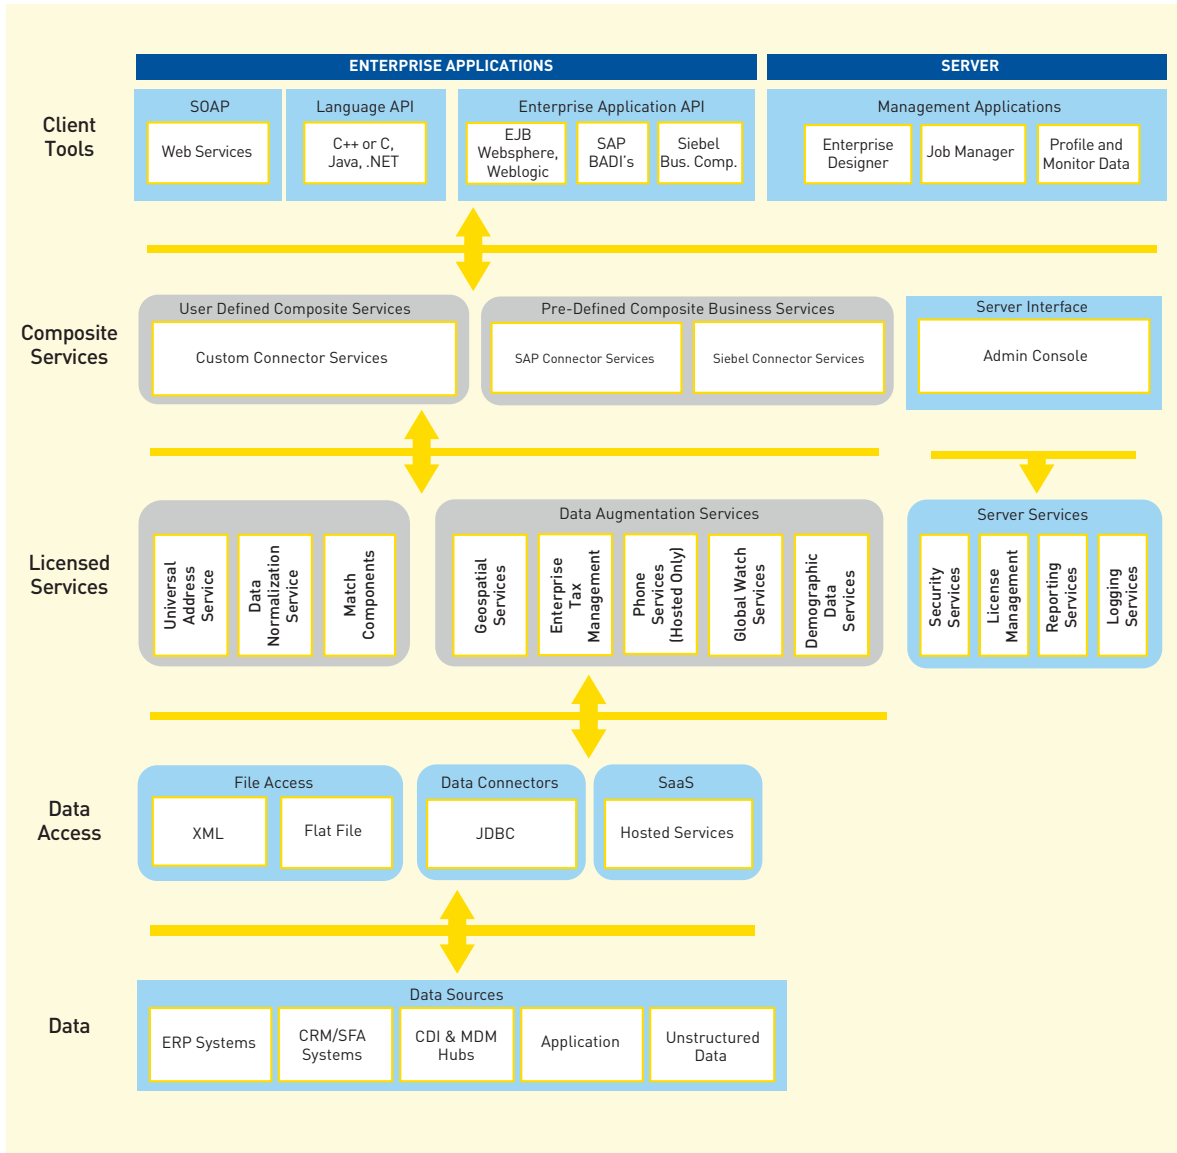 ENTERPRISE APPLICATIONS
SERVER
Client
Tools
SOAP
Web Services
Language API
C++ or C,
Java, .NET
Enterprise Application API
EJB
Websphere,
Weblogic
SAP
BADI's
Siebel
Bus. Comp.
Management Applications
Enterprise
Designer
Job Manager
Profile and
Monitor Data
Composite
Services
User Defined Composite Services
Custom Connector Services
Pre-Defined Composite Business Services
SAP Connector Services
Siebel Connector Services
Server Interface
Admin Console
Licensed
Services
Universal
Address
Service
Data
Normalization
Service
Match
Components
Data Augmentation Services
Geospatial
Services
Enterprise
Tax
Management
Phone
Services
(Hosted Only)
Global Watch
Services
Demographic
Data
Services
Server Services
Security
Services
License
Management
Reporting
Services
Logging
Services
Data
Access
File Access
XML
Flat File
Data Connectors
JDBC
SaaS
Hosted Services
Data
Data Sources
ERP Systems
CRM/SFA
Systems
CDI & MDM
Hubs
Application
Unstructured
Data